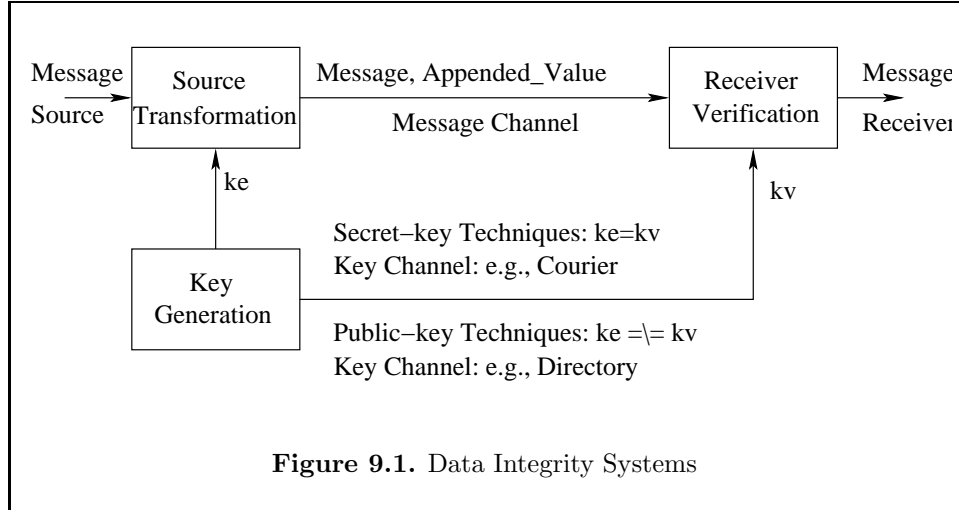 Message
Source
Source
Transformation
Message, Appended_Value
Message Channel
Receiver
Verification
Message
Receiver
ke
kv
Key
Generation
Secret−key Techniques: ke=kv
Key Channel: e.g., Courier
Public−key Techniques: ke =\= kv
Key Channel: e.g., Directory
Figure 9.1. Data Integrity Systems